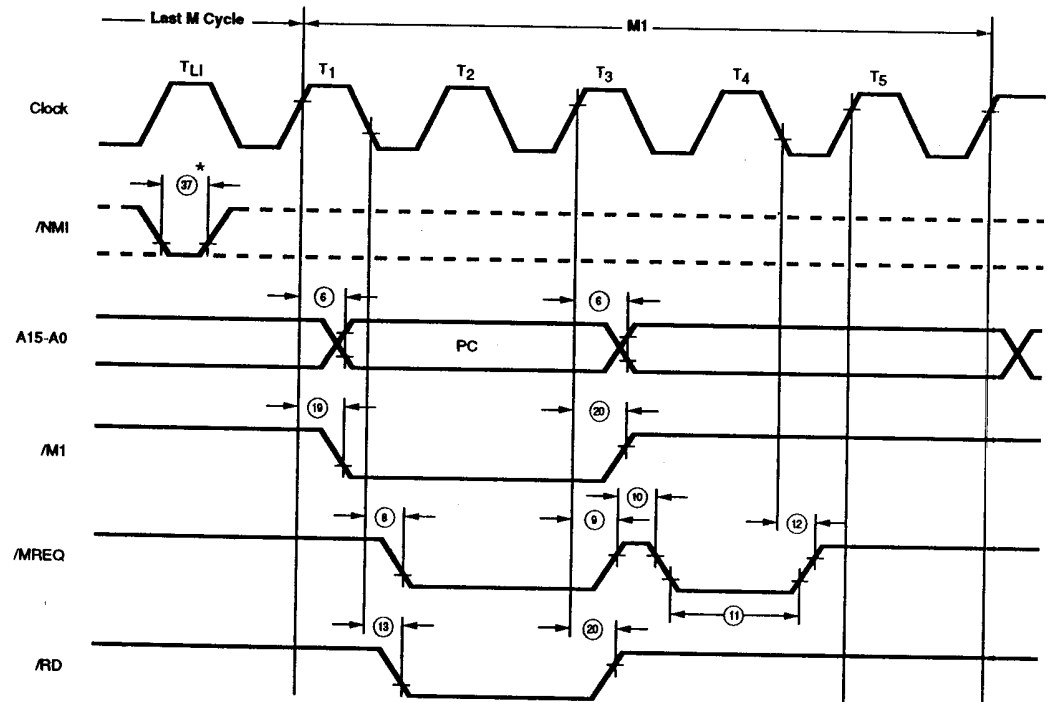 Last M Cycle M1
TLI T1 T2 T3 T4 T5
Clock
37 *
/NMI
6 6
A15-A0 PC
19 20
/M1
8 9 10 12
/MREQ
11
13 20
/RD